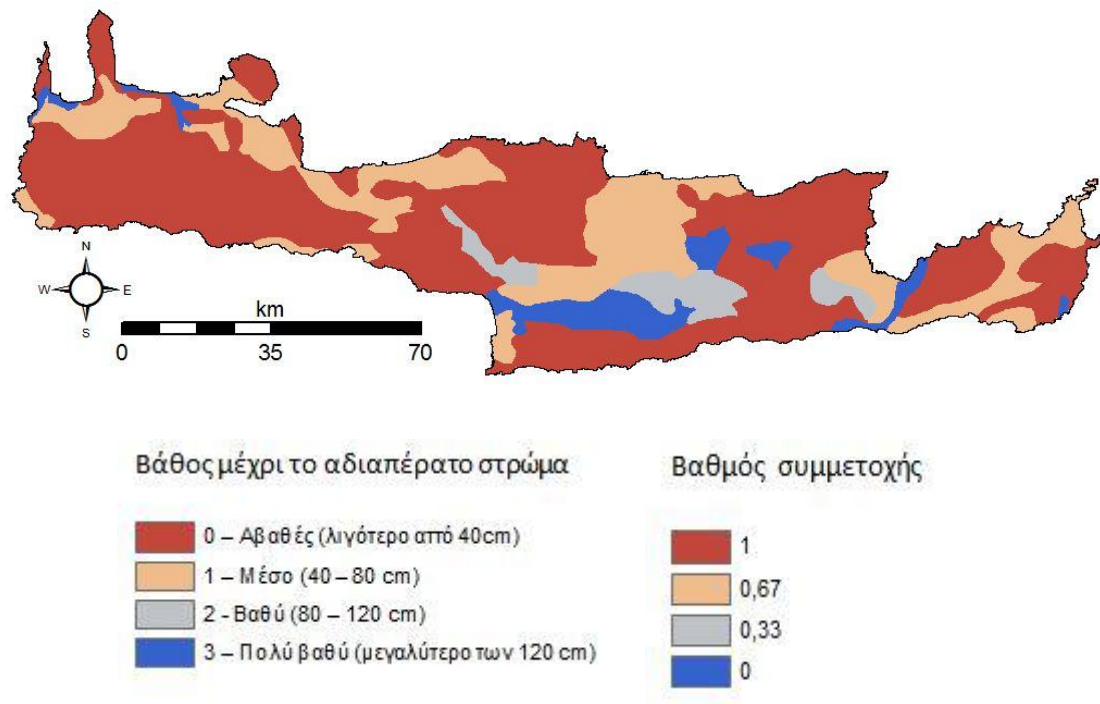 N
W E
S
km
0 35 70
Βάθος μέχρι το αδιαπέρατο στρώμα
0 – Αβαθές (λιγότερο από 40cm)
1 – Μέσο (40 – 80 cm)
2 - Βαθύ (80 – 120 cm)
3 – Πολύ βαθύ (μεγαλύτερο των 120 cm)
Βαθμός συμμετοχής
1
0,67
0,33
0